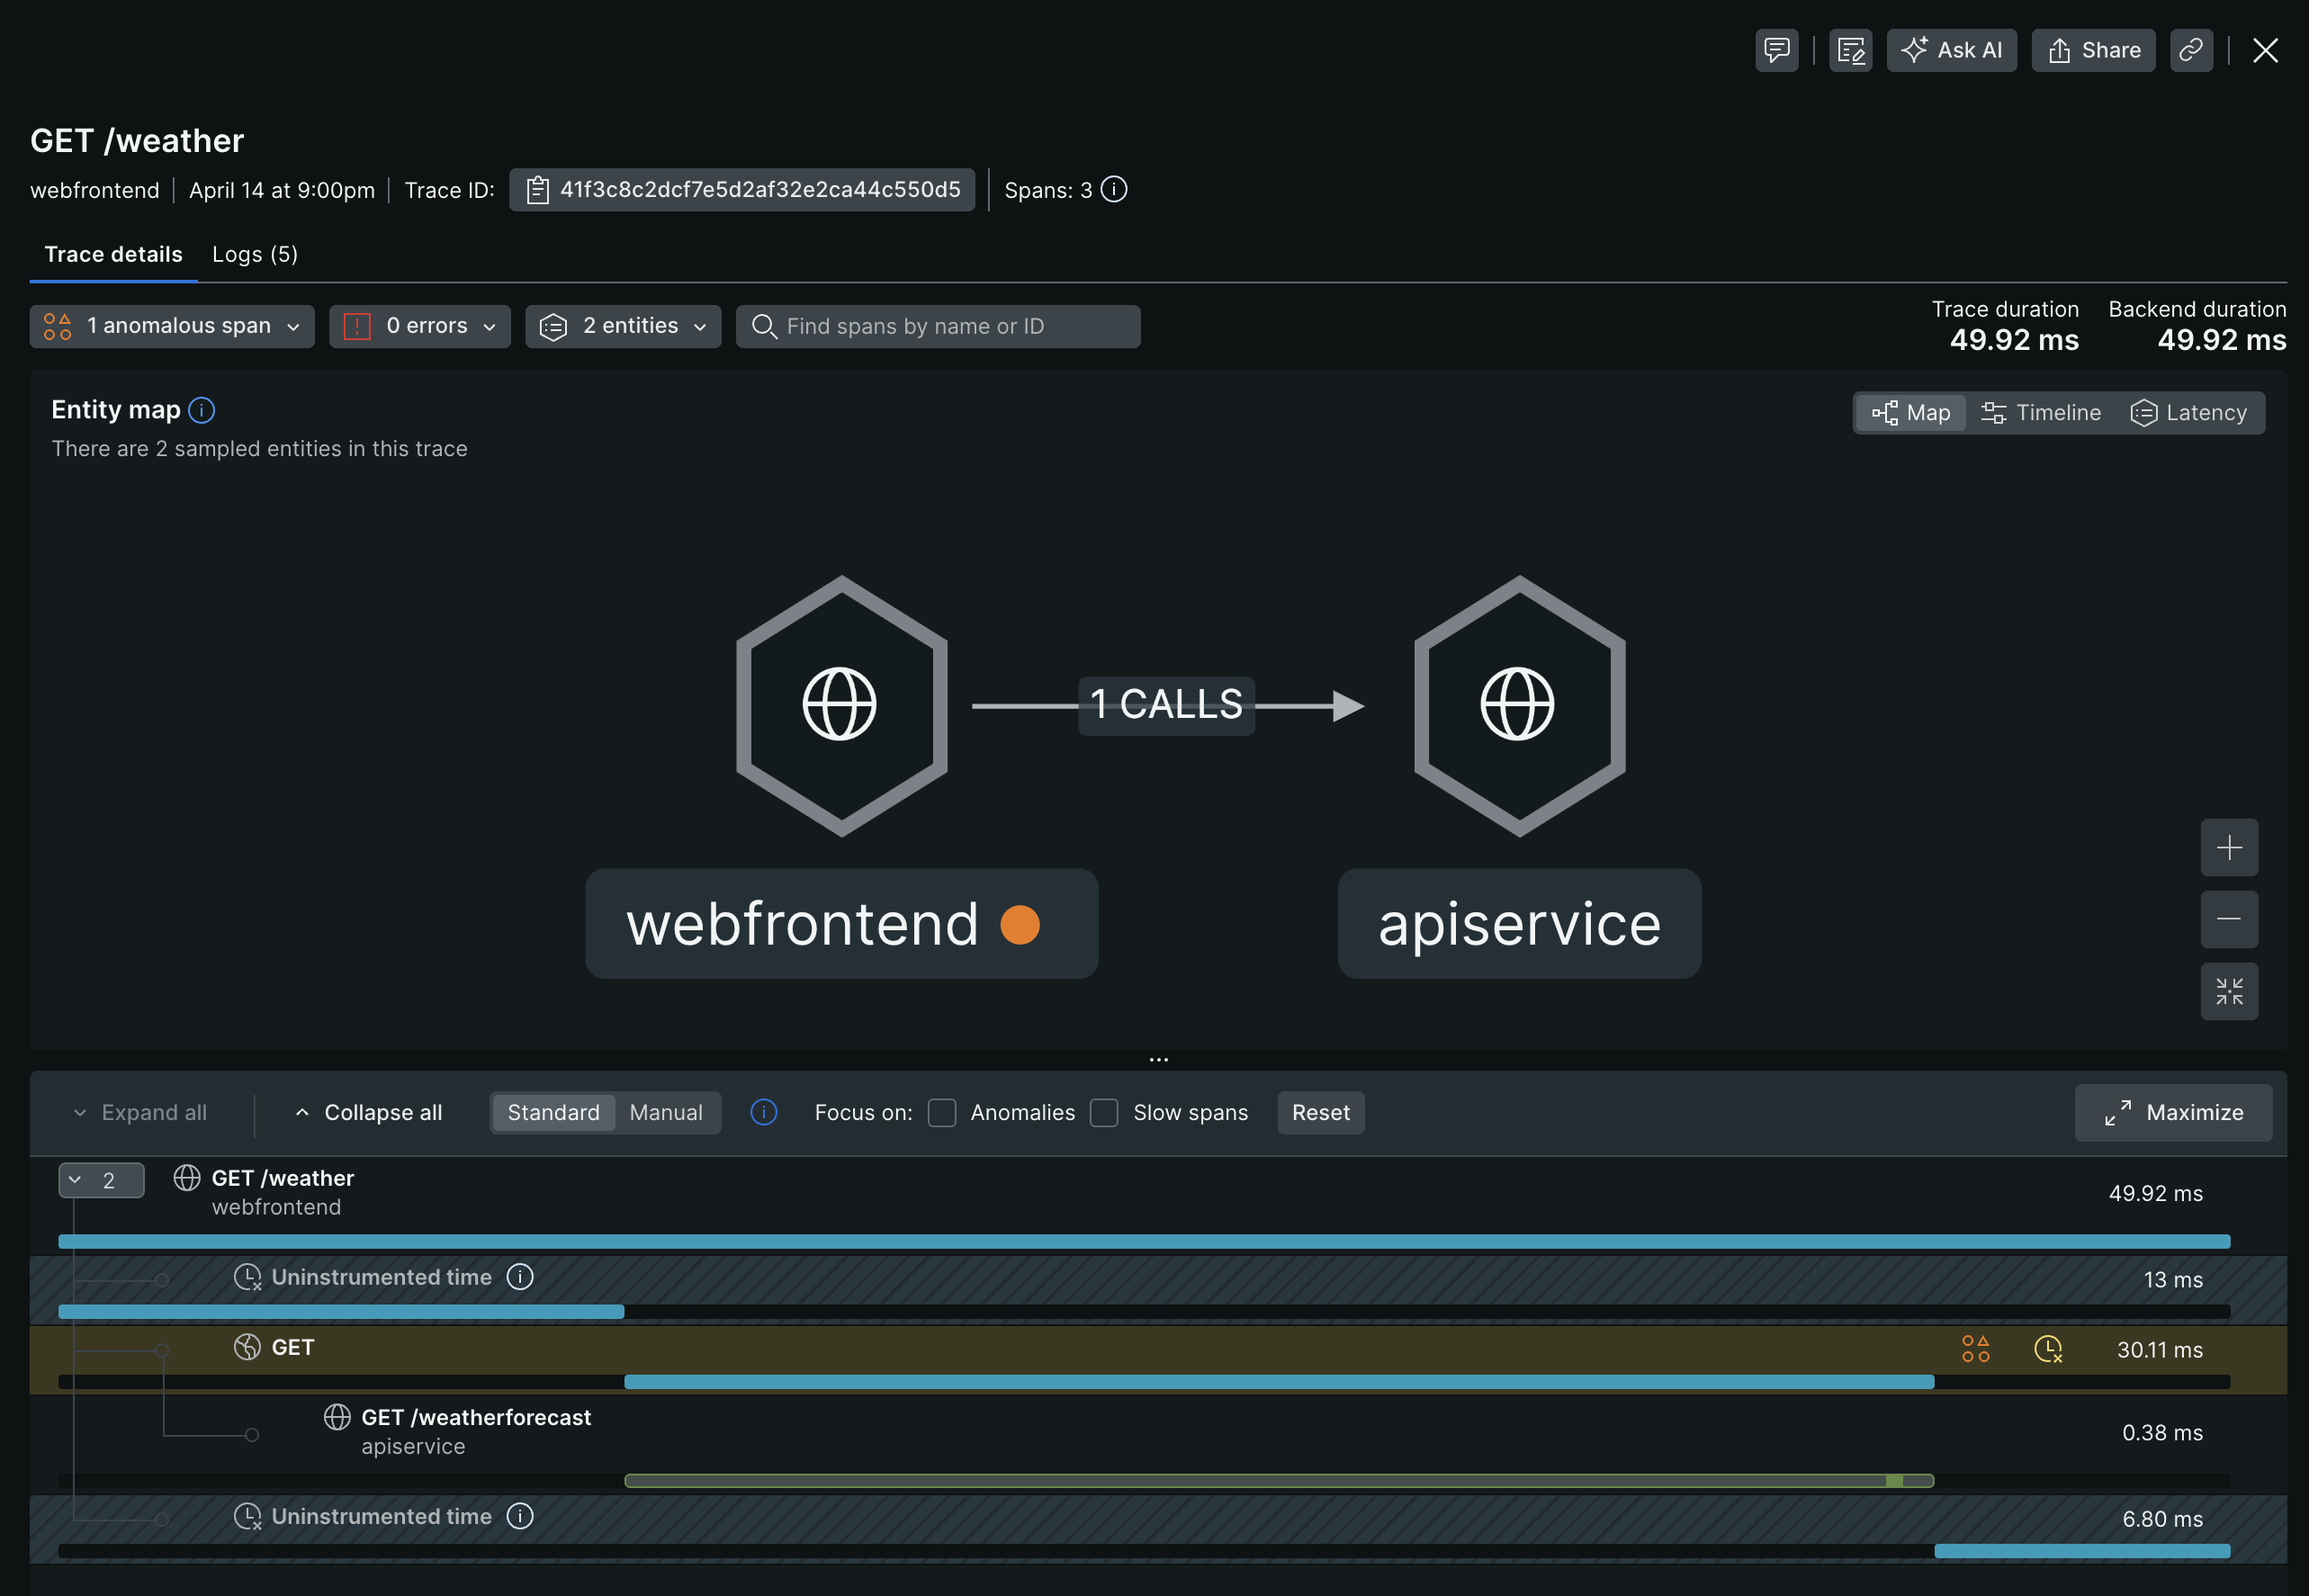 Ask AI
Share
GET /weather
webfrontend
April 14 at 9:00pm
Trace ID:
41f3c8c2dcf7e5d2af32e2ca44c550d5
Spans: 3
Trace details
Logs (5)
1 anomalous span
0 errors
2 entities
Find spans by name or ID
Trace duration
49.92 ms
Backend duration
49.92 ms
Entity map
There are 2 sampled entities in this trace
Map
Timeline
Latency
1 CALLS
webfrontend
apiservice
...
Expand all
Collapse all
Standard
Manual
Focus on:
Anomalies
Slow spans
Reset
Maximize
2
GET /weather
webfrontend
49.92 ms
Uninstrumented time
13 ms
GET
30.11 ms
GET /weatherforecast
apiservice
0.38 ms
Uninstrumented time
6.80 ms